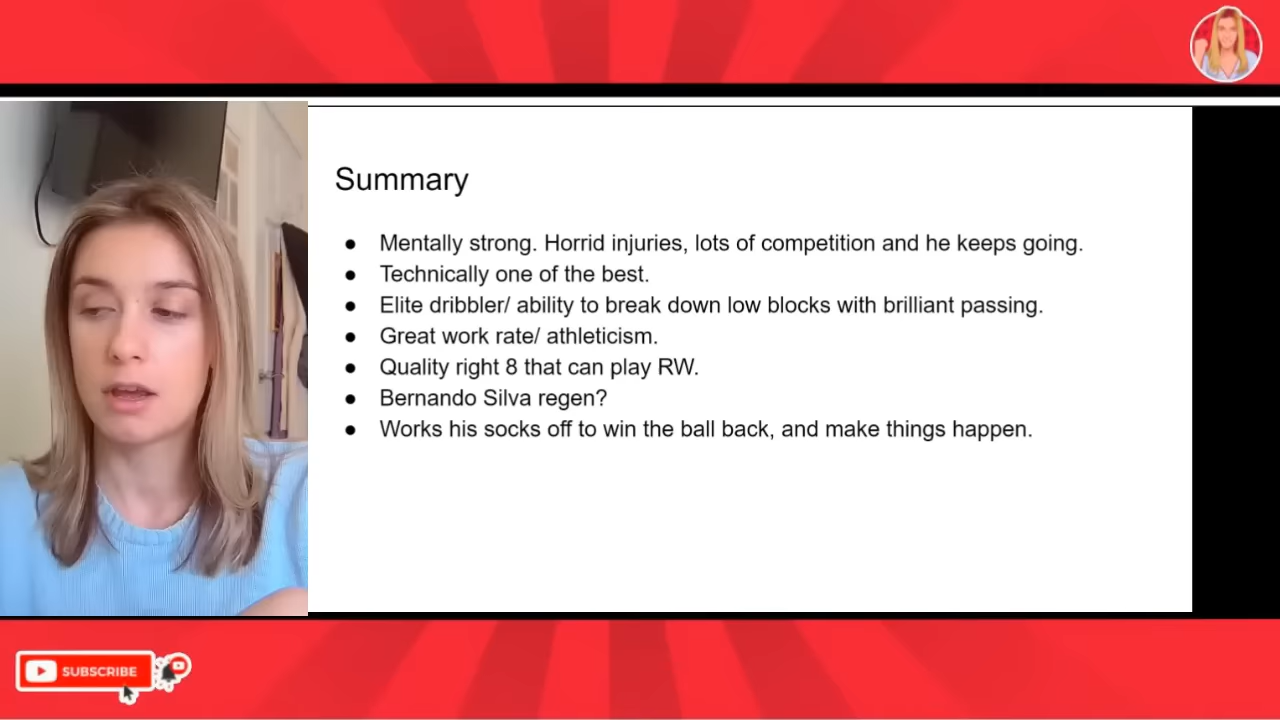 Summary
● Mentally strong. Horrid injuries, lots of competition and he keeps going.
● Technically one of the best.
● Elite dribbler/ ability to break down low blocks with brilliant passing.
● Great work rate/ athleticism.
● Quality right 8 that can play RW.
● Bernando Silva regen?
● Works his socks off to win the ball back, and make things happen.
SUBSCRIBE